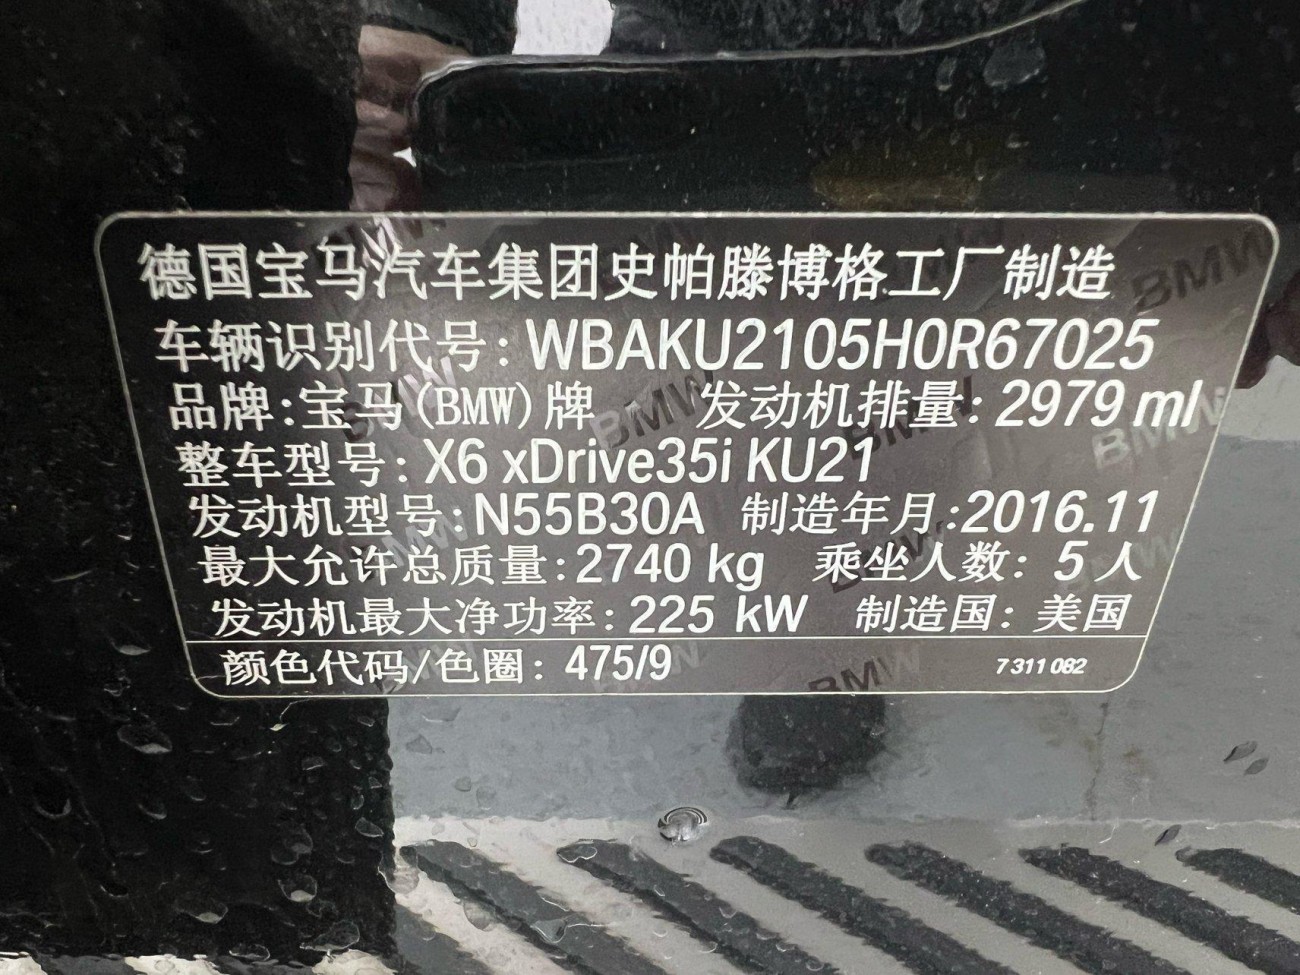 德国宝马汽车集团史帕滕博格工厂制造
车辆识别代号: WBAKU2105H0R67025
品牌: 宝马(BMW)牌 发动机排量: 2979 ml
整车型号: X6 xDrive35i KU21
发动机型号: N55B30A 制造年月: 2016.11
最大允许总质量: 2740 kg 乘坐人数: 5 人
发动机最大净功率: 225 kW 制造国: 美国
颜色代码/色圈: 475/9 7 311 082